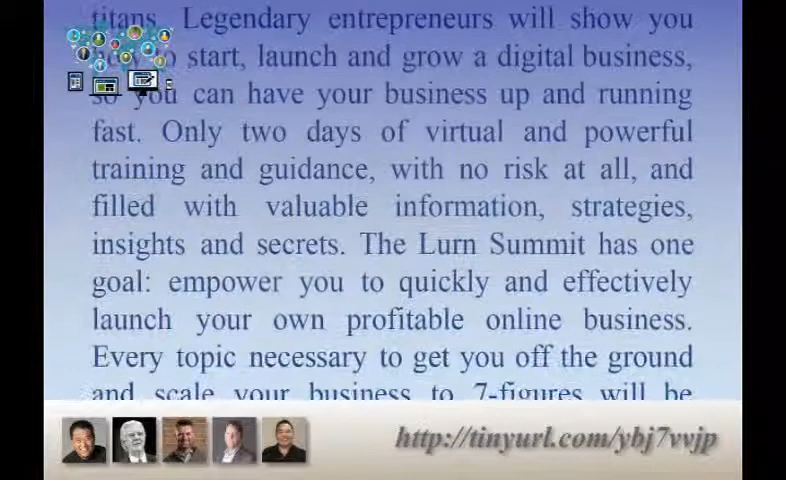 titans. Legendary entrepreneurs will show you
to start, launch and grow a digital business,
so you can have your business up and running
fast. Only two days of virtual and powerful
training and guidance, with no risk at all, and
filled with valuable information, strategies,
insights and secrets. The Lurn Summit has one
goal: empower you to quickly and effectively
launch your own profitable online business.
Every topic necessary to get you off the ground
and scale your business to 7-figures will be
http://tinyurl.com/ybj7vvjp